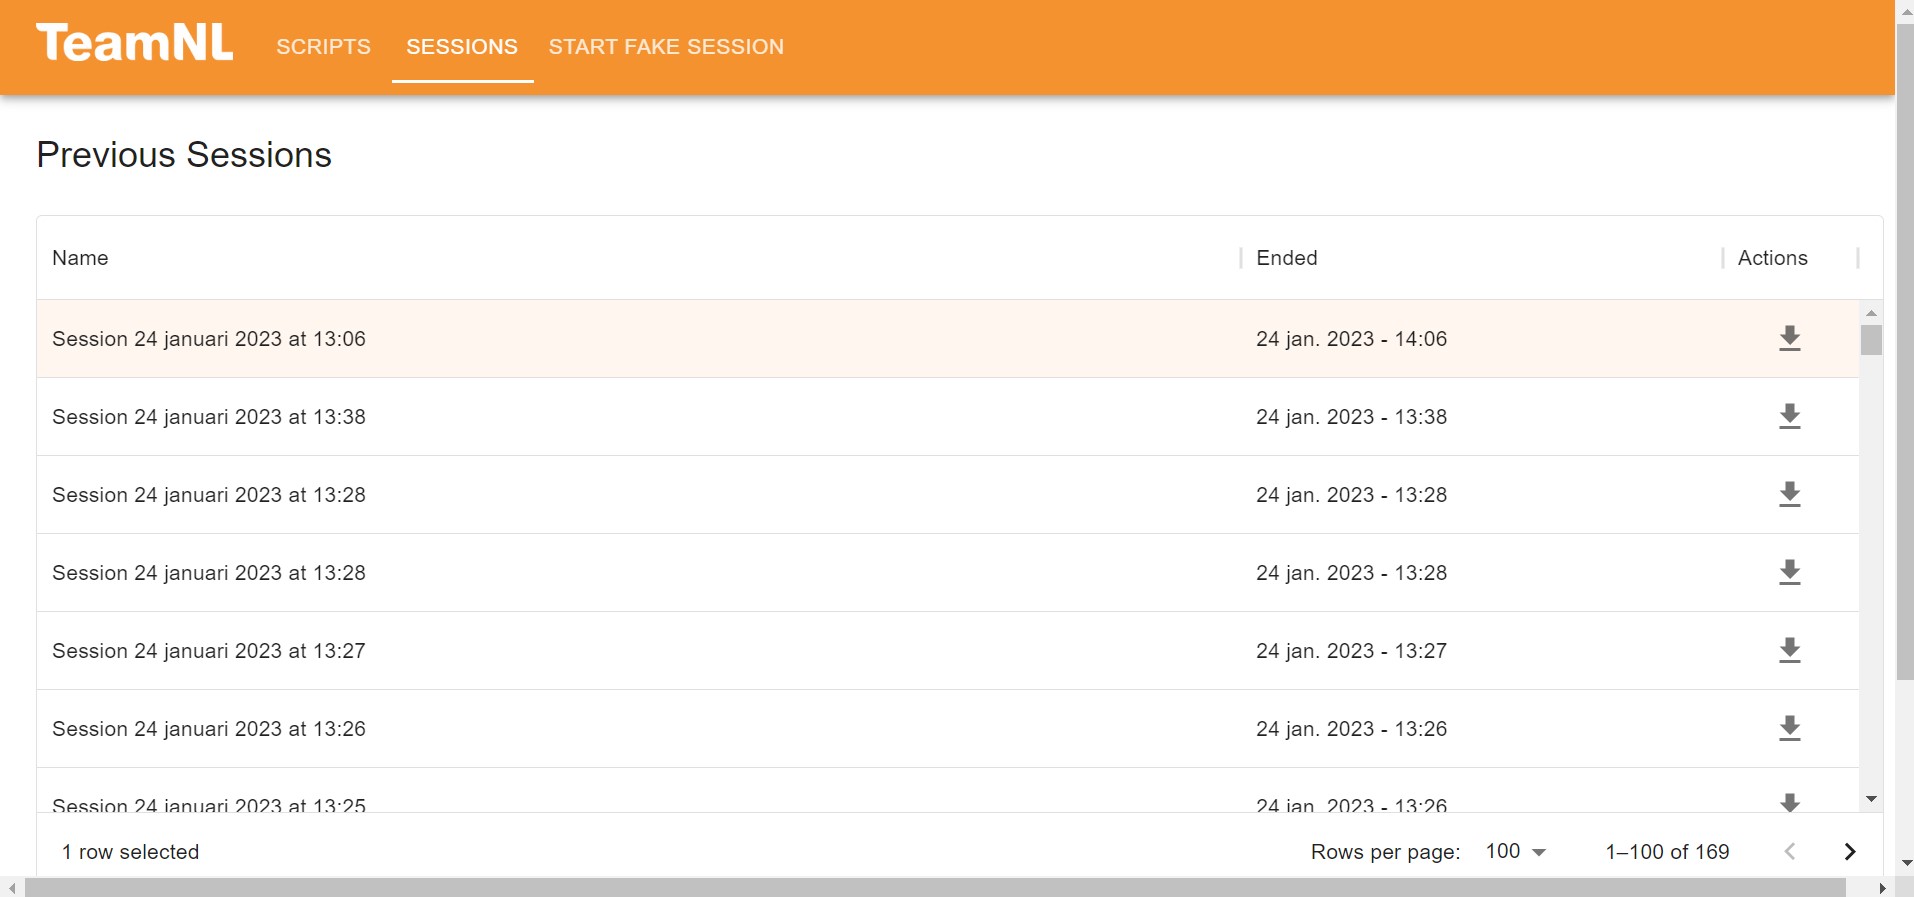 TeamNL SCRIPTS SESSIONS START FAKE SESSION
Previous Sessions
Name Ended Actions
Session 24 januari 2023 at 13:06 24 jan. 2023 - 14:06
Session 24 januari 2023 at 13:38 24 jan. 2023 - 13:38
Session 24 januari 2023 at 13:28 24 jan. 2023 - 13:28
Session 24 januari 2023 at 13:28 24 jan. 2023 - 13:28
Session 24 januari 2023 at 13:27 24 jan. 2023 - 13:27
Session 24 januari 2023 at 13:26 24 jan. 2023 - 13:26
Session 24 januari 2023 at 13:25 24 jan. 2023 - 13:26
1 row selected Rows per page: 100 1–100 of 169